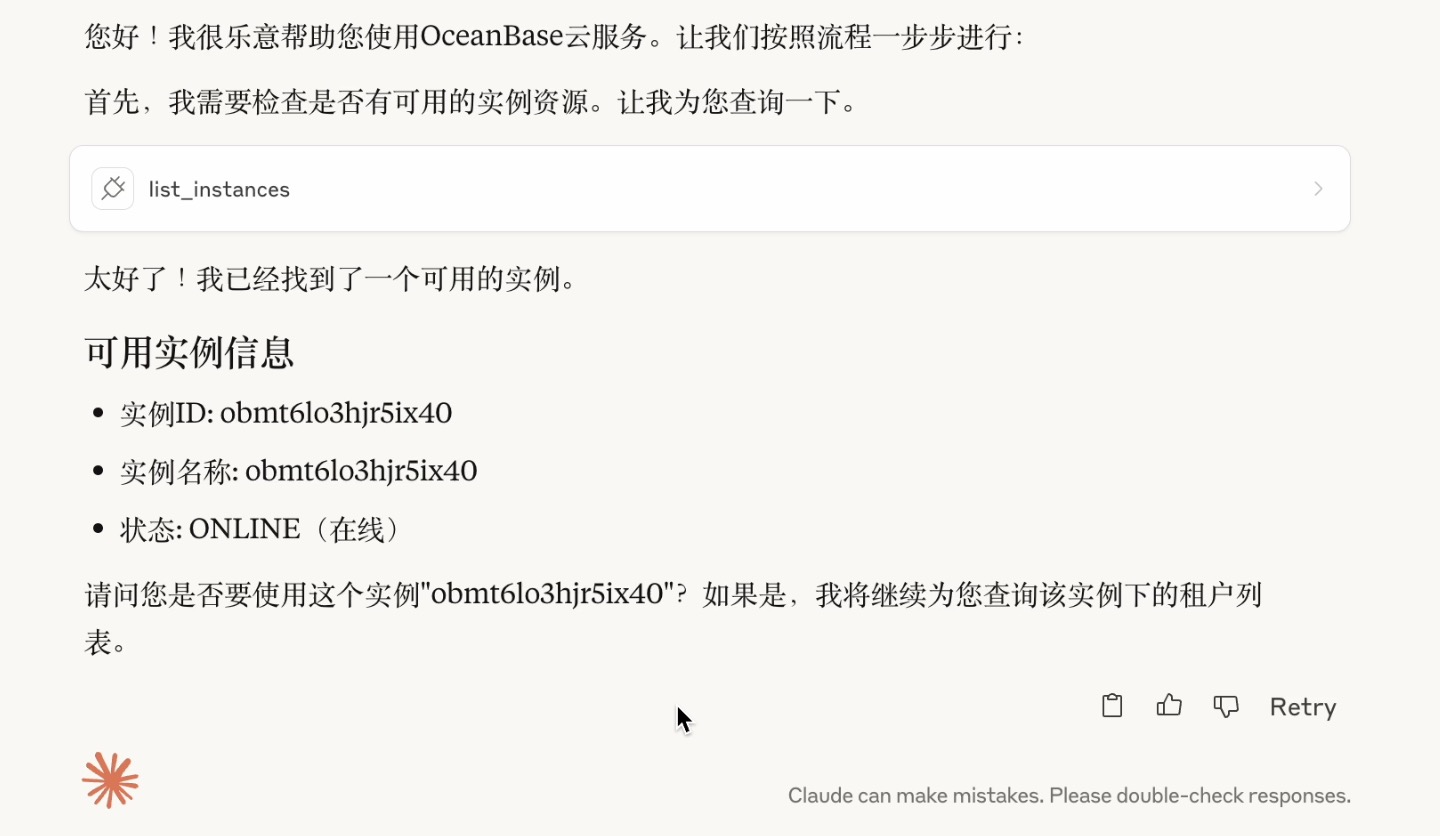 您好！我很乐意帮助您使用OceanBase云服务。让我们按照流程一步步进行：
首先，我需要检查是否有可用的实例资源。让我为您查询一下。
list_instances
太好了！我已经找到了一个可用的实例。
可用实例信息
• 实例ID: obmt6lo3hjr5ix40
• 实例名称: obmt6lo3hjr5ix40
• 状态: ONLINE（在线）
请问您是否要使用这个实例"obmt6lo3hjr5ix40"？如果是，我将继续为您查询该实例下的租户列
表。
Retry
Claude can make mistakes. Please double-check responses.